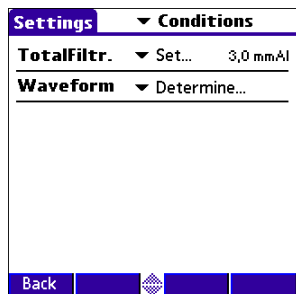 Settings ▼ Conditions
TotalFiltr. ▼ Set... 3,0 mmAl
Waveform ▼ Determine...
Back